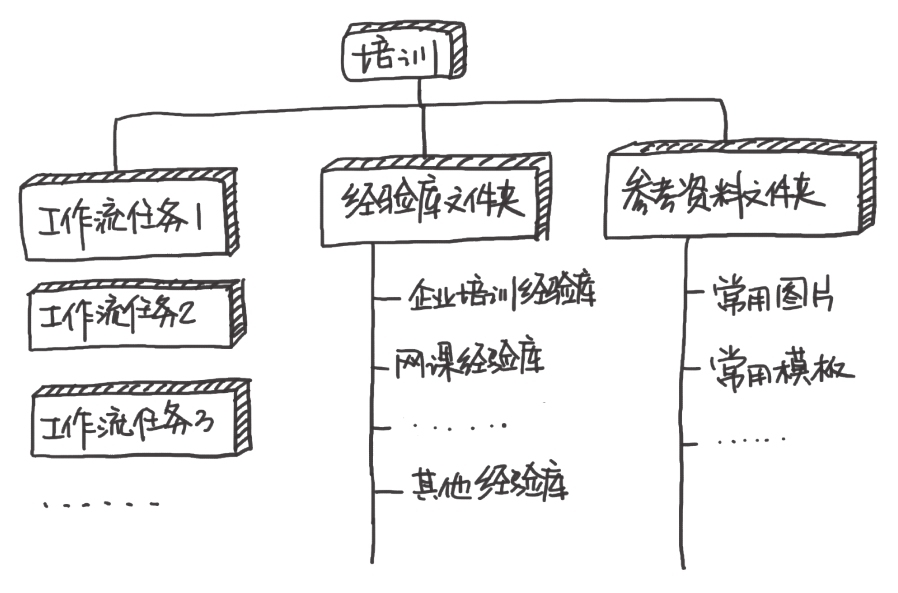 培训
工作流任务1
工作流任务2
工作流任务3
......
经验库文件夹
企业培训经验库
网课经验库
......
其他经验库
参考资料文件夹
常用图片
常用模板
......